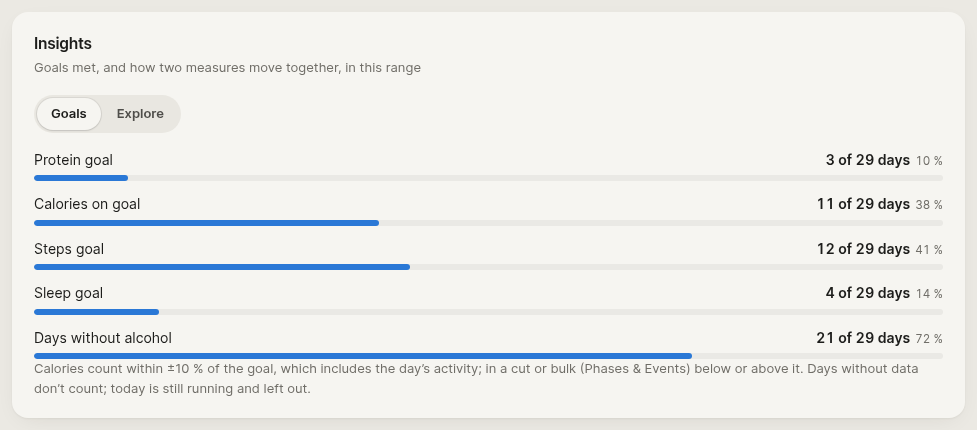 Insights
Goals met, and how two measures move together, in this range
Goals
Explore
Protein goal
3 of 29 days 10 %
Calories on goal
11 of 29 days 38 %
Steps goal
12 of 29 days 41 %
Sleep goal
4 of 29 days 14 %
Days without alcohol
21 of 29 days 72 %
Calories count within ±10 % of the goal, which includes the day’s activity; in a cut or bulk (Phases & Events) below or above it. Days without data
don’t count; today is still running and left out.